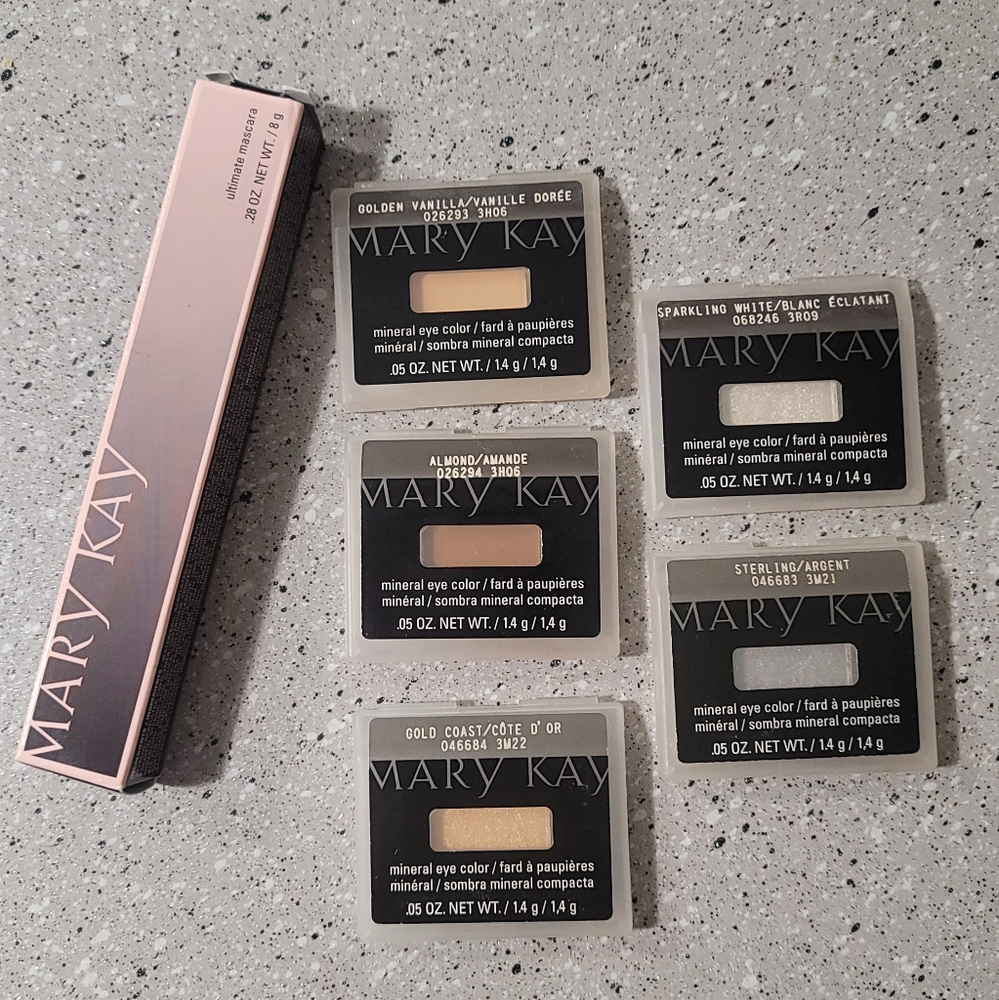 ultimate mascara
.28 OZ. NET WT. / 8 g
MARY KAY
GOLDEN VANILLA/VANILLE DORÉE
026293 3H06
MARY KAY
mineral eye color / fard à paupières
minéral / sombra mineral compacta
.05 OZ. NET WT. / 1.4 g / 1,4 g
SPARKLING WHITE/BLANC ÉCLATANT
068246 3R09
MARY KAY
mineral eye color / fard à paupières
minéral / sombra mineral compacta
.05 OZ. NET WT. / 1.4 g / 1,4 g
ALMOND/AMANDE
026294 3H06
MARY KAY
mineral eye color / fard à paupières
minéral / sombra mineral compacta
.05 OZ. NET WT. / 1.4 g / 1,4 g
STERLING/ARGENT
046683 3M21
MARY KAY
mineral eye color / fard à paupières
minéral / sombra mineral compacta
.05 OZ. NET WT. / 1.4 g / 1,4 g
GOLD COAST/CÔTE D' OR
046684 3M22
MARY KAY
mineral eye color / fard à paupières
minéral / sombra mineral compacta
.05 OZ. NET WT. / 1.4 g / 1,4 g